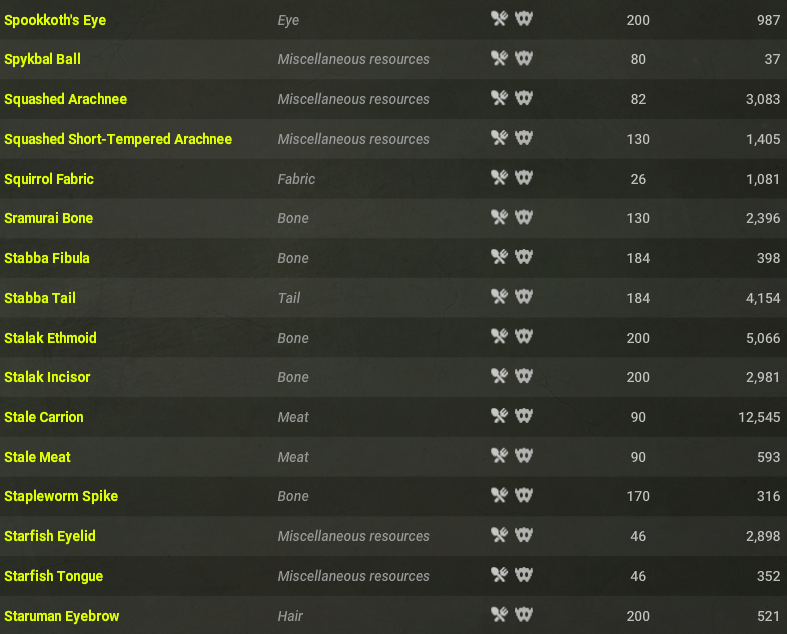 Spookkoth's Eye Eye 200 987
Spykbal Ball Miscellaneous resources 80 37
Squashed Arachnee Miscellaneous resources 82 3,083
Squashed Short-Tempered Arachnee Miscellaneous resources 130 1,405
Squirrol Fabric Fabric 26 1,081
Sramurai Bone Bone 130 2,396
Stabba Fibula Bone 184 398
Stabba Tail Tail 184 4,154
Stalak Ethmoid Bone 200 5,066
Stalak Incisor Bone 200 2,981
Stale Carrion Meat 90 12,545
Stale Meat Meat 90 593
Stapleworm Spike Bone 170 316
Starfish Eyelid Miscellaneous resources 46 2,898
Starfish Tongue Miscellaneous resources 46 352
Staruman Eyebrow Hair 200 521